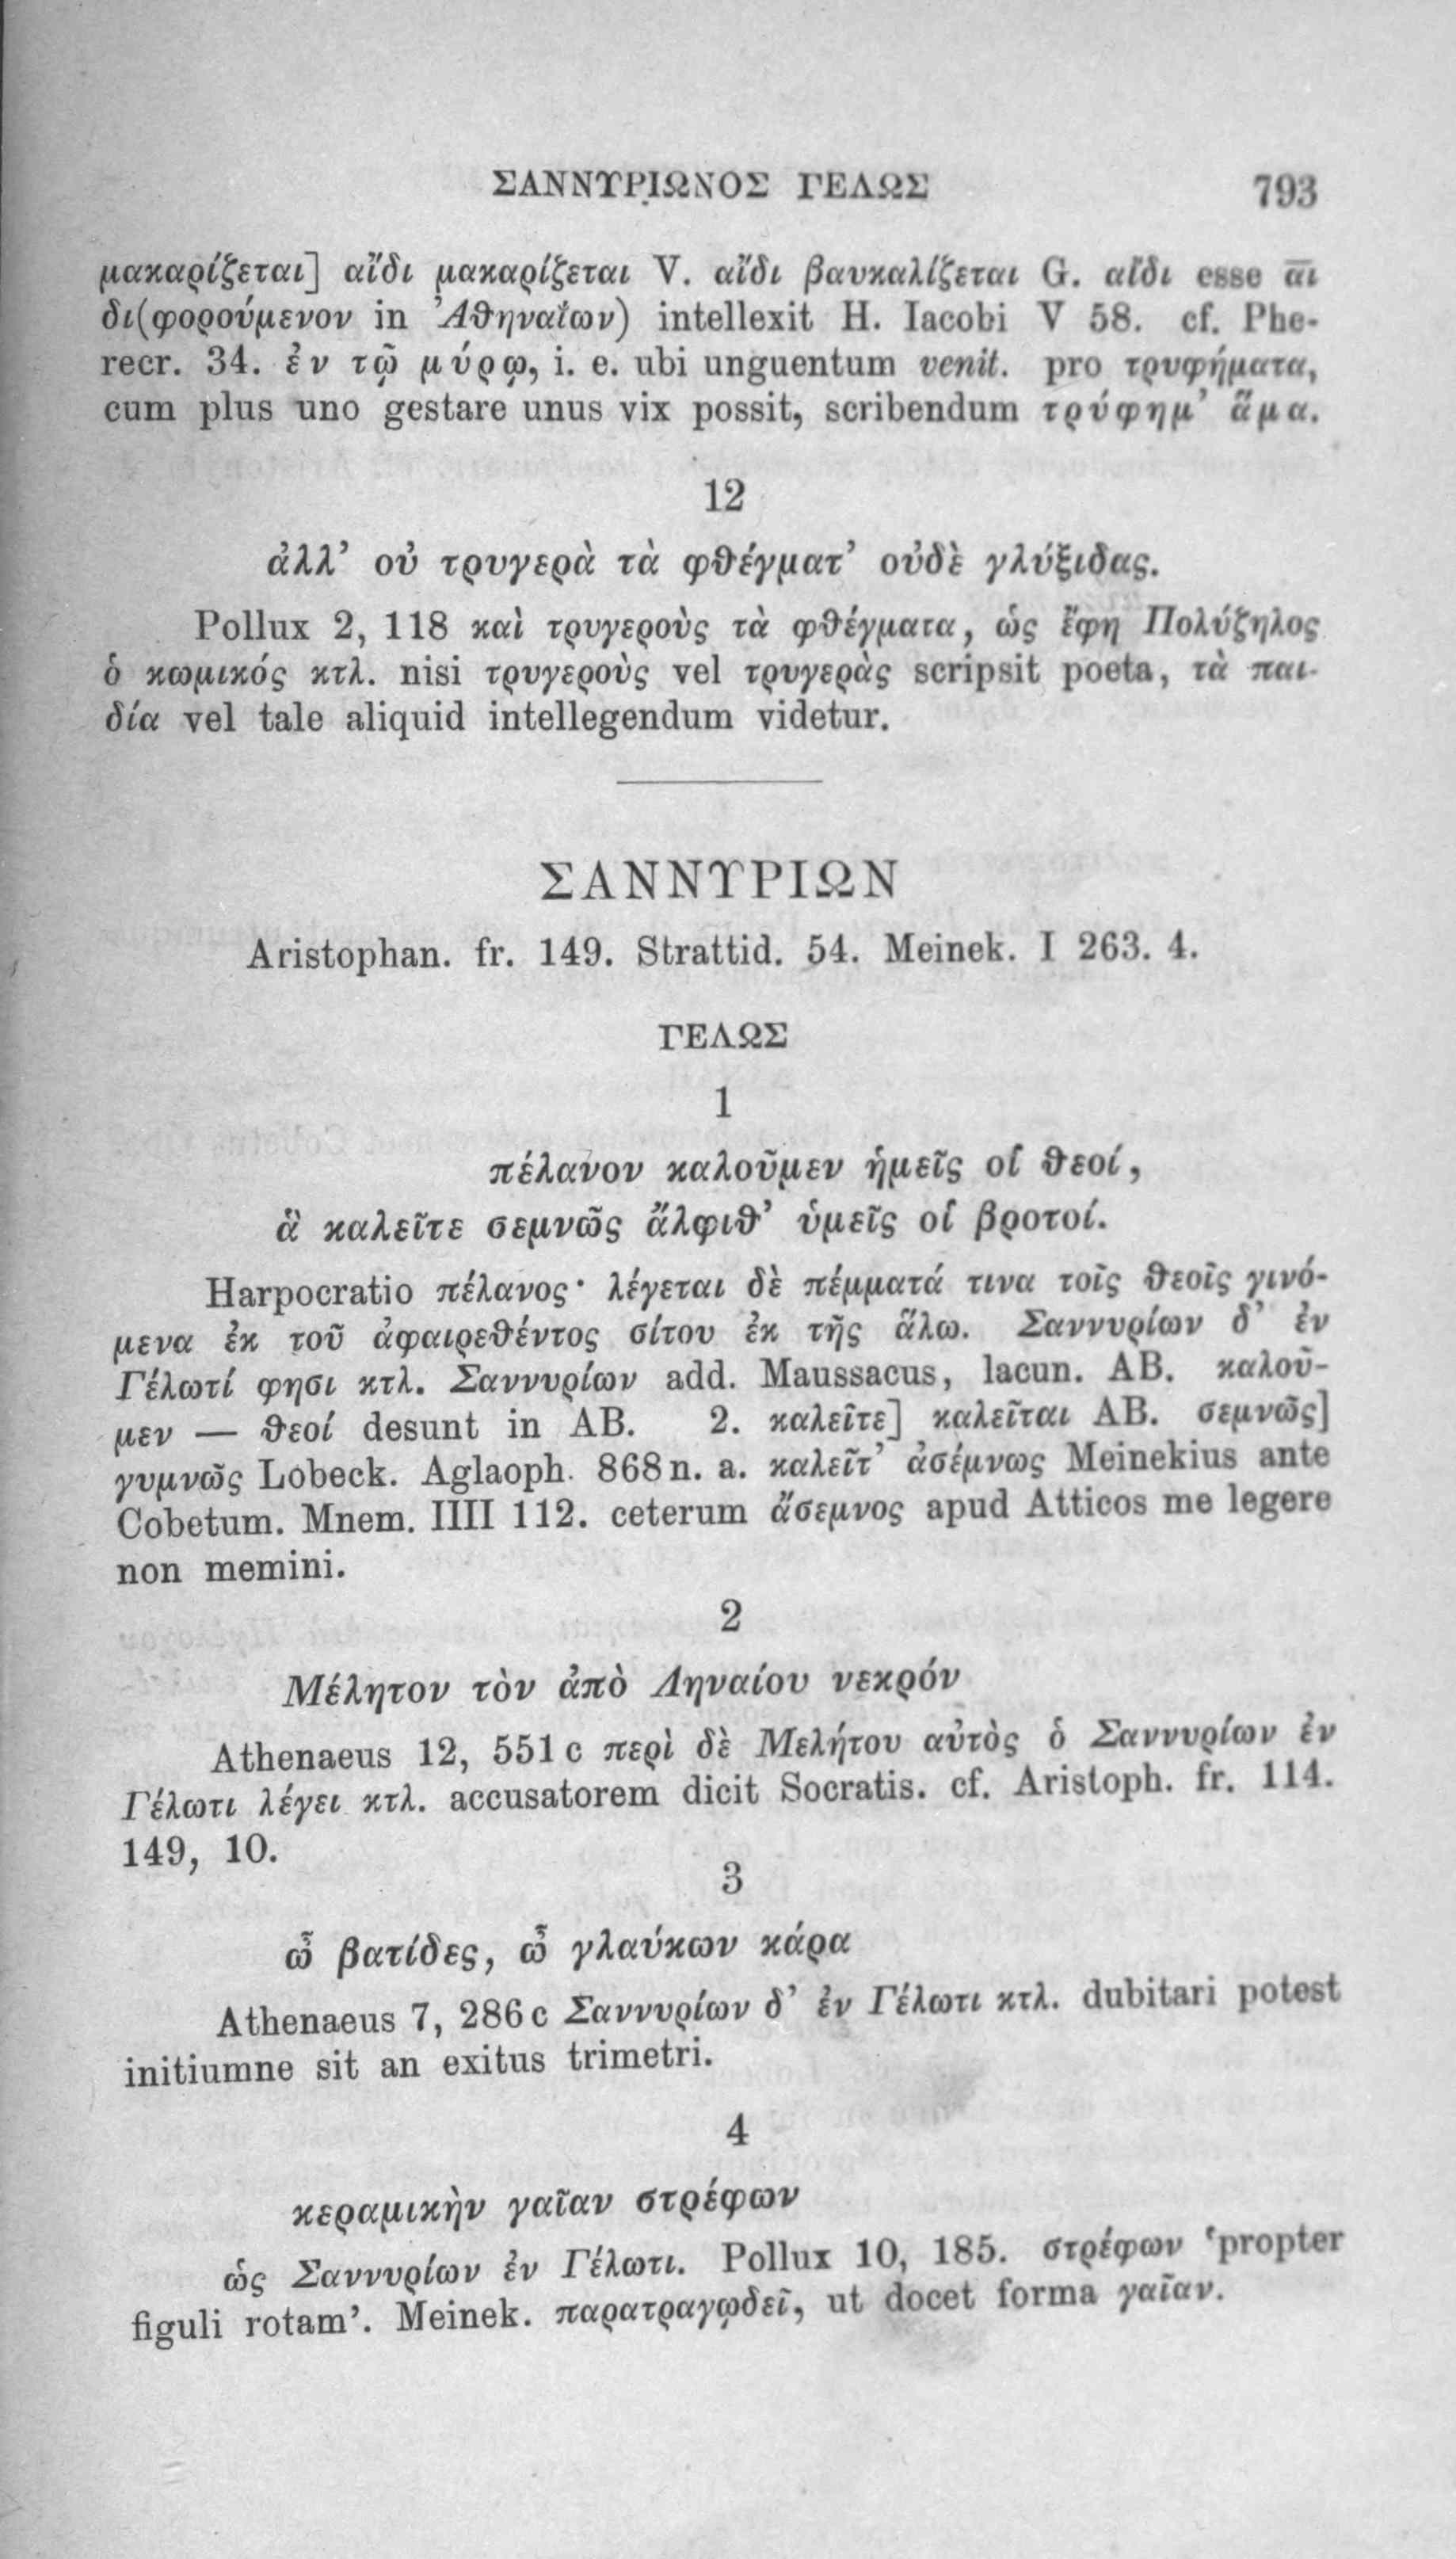 ΣΑΝΝΥΡΙΩΝΟΣ ΓΕΛΩΣ 793
μακαρίζεται] αἴδι μακαρίζεται V. αἴδι βαυκαλίζεται G. αἴδι esse αι
δι(φορούμενον in Ἀθηναίων) intellexit H. Iacobi V 58. cf. Phe-
recr. 34. ἐν τῷ μύρῳ, i. e. ubi unguentum venit. pro τρυφήματα,
cum plus uno gestare unus vix possit, scribendum τρύφημ’ ἅμα.
12
ἀλλ’ οὐ τρυγερὰ τὰ φθέγματ’ οὐδὲ γλύξιδας.
Pollux 2, 118 καὶ τρυγεροὺς τὰ φθέγματα, ὡς ἔφη Πολύζηλος
ὁ κωμικός κτλ. nisi τρυγεροὺς vel τρυγερὰς scripsit poeta, τὰ παι-
δία vel tale aliquid intellegendum videtur.
ΣΑΝΝΥΡΙΩΝ
Aristophan. fr. 149. Strattid. 54. Meinek. I 263. 4.
ΓΕΛΩΣ
1
πέλανον καλοῦμεν ἡμεῖς οἱ θεοί,
ἃ καλεῖτε σεμνῶς ἄλφιθ’ ὑμεῖς οἱ βροτοί.
Harpocratio πέλανος· λέγεται δὲ πέμματά τινα τοῖς θεοῖς γινό-
μενα ἐκ τοῦ ἀφαιρεθέντος σίτου ἐκ τῆς ἅλω. Σαννυρίων δ’ ἐν
Γέλωτί φησι κτλ. Σαννυρίων add. Maussacus, lacun. AB. καλοῦ-
μεν — θεοί desunt in AB. 2. καλεῖτε] καλεῖται AB. σεμνῶς]
γυμνῶς Lobeck. Aglaoph. 868 n. a. καλεῖτ’ ἀσέμνως Meinekius ante
Cobetum. Mnem. IIII 112. ceterum ἄσεμνος apud Atticos me legere
non memini.
2
Μέλητον τὸν ἀπὸ Ληναίου νεκρόν
Athenaeus 12, 551 c περὶ δὲ Μελήτου αὐτὸς ὁ Σαννυρίων ἐν
Γέλωτι λέγει κτλ. accusatorem dicit Socratis. cf. Aristoph. fr. 114.
149, 10.
3
ὦ βατίδες, ὦ γλαύκων κάρα
Athenaeus 7, 286 c Σαννυρίων δ’ ἐν Γέλωτι κτλ. dubitari potest
initiumne sit an exitus trimetri.
4
κεραμικὴν γαῖαν στρέφων
ὡς Σαννυρίων ἐν Γέλωτι. Pollux 10, 185. στρέφων ‘propter
figuli rotam’. Meinek. παρατραγῳδεῖ, ut docet forma γαῖαν.